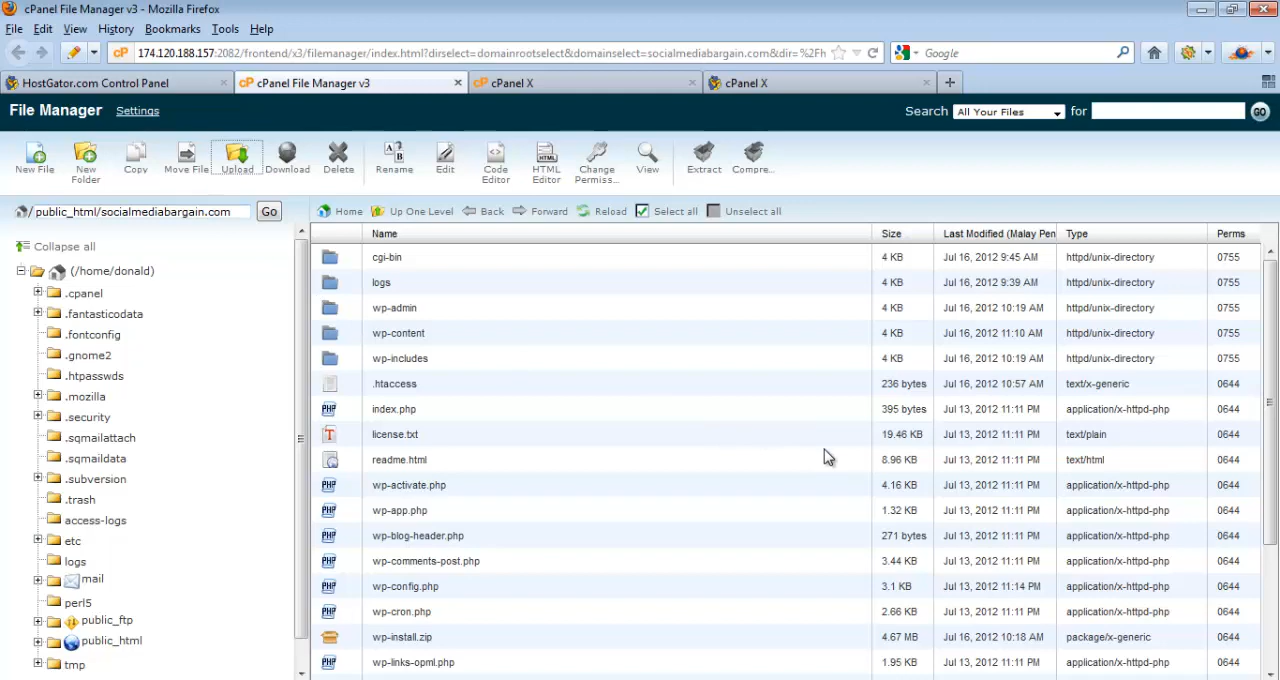 cPanel File Manager v3 - Mozilla Firefox
File Edit View History Bookmarks Tools Help
174.120.188.157:2082/frontend/x3/filemanager/index.html?dirselect=domainrootselect&domainselect=socialmediabargain.com&dir=%2Fh Google
HostGator.com Control Panel × cP cPanel File Manager v3 × cP cPanel X × cPanel X × +
File Manager Settings Search All Your Files for GO
New File New Folder Copy Move File Upload Download Delete Rename Edit Code Editor HTML Editor Change Permiss... View Extract Compre...
/ public_html/socialmediabargain.com Go Home Up One Level Back Forward Reload Select all Unselect all
Collapse all
(/home/donald)
.cpanel
.fantasticodata
.fontconfig
.gnome2
.htpasswds
.mozilla
.security
.sqmailattach
.sqmaildata
.subversion
.trash
access-logs
etc
logs
mail
perl5
public_ftp
public_html
tmp
Name Size Last Modified (Malay Pen Type Perms
cgi-bin 4 KB Jul 16, 2012 9:45 AM httpd/unix-directory 0755
logs 4 KB Jul 16, 2012 9:39 AM httpd/unix-directory 0755
wp-admin 4 KB Jul 16, 2012 10:19 AM httpd/unix-directory 0755
wp-content 4 KB Jul 16, 2012 11:10 AM httpd/unix-directory 0755
wp-includes 4 KB Jul 16, 2012 10:19 AM httpd/unix-directory 0755
.htaccess 236 bytes Jul 16, 2012 10:57 AM text/x-generic 0644
PHP index.php 395 bytes Jul 13, 2012 11:11 PM application/x-httpd-php 0644
T license.txt 19.46 KB Jul 13, 2012 11:11 PM text/plain 0644
readme.html 8.96 KB Jul 13, 2012 11:11 PM text/html 0644
PHP wp-activate.php 4.16 KB Jul 13, 2012 11:11 PM application/x-httpd-php 0644
PHP wp-app.php 1.32 KB Jul 13, 2012 11:11 PM application/x-httpd-php 0644
PHP wp-blog-header.php 271 bytes Jul 13, 2012 11:11 PM application/x-httpd-php 0644
PHP wp-comments-post.php 3.44 KB Jul 13, 2012 11:11 PM application/x-httpd-php 0644
PHP wp-config.php 3.1 KB Jul 13, 2012 11:14 PM application/x-httpd-php 0644
PHP wp-cron.php 2.66 KB Jul 13, 2012 11:11 PM application/x-httpd-php 0644
wp-install.zip 4.67 MB Jul 16, 2012 10:18 AM package/x-generic 0644
PHP wp-links-opml.php 1.95 KB Jul 13, 2012 11:11 PM application/x-httpd-php 0644